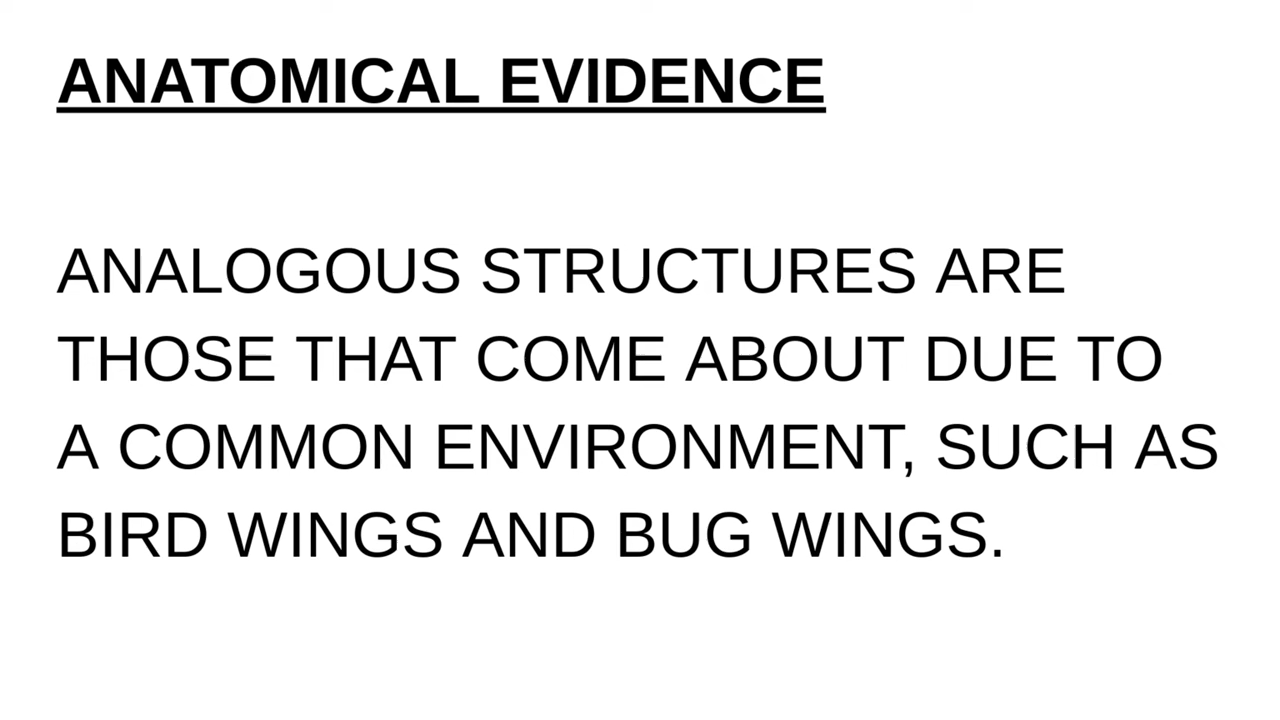 ANATOMICAL EVIDENCE
ANALOGOUS STRUCTURES ARE
THOSE THAT COME ABOUT DUE TO
A COMMON ENVIRONMENT, SUCH AS
BIRD WINGS AND BUG WINGS.